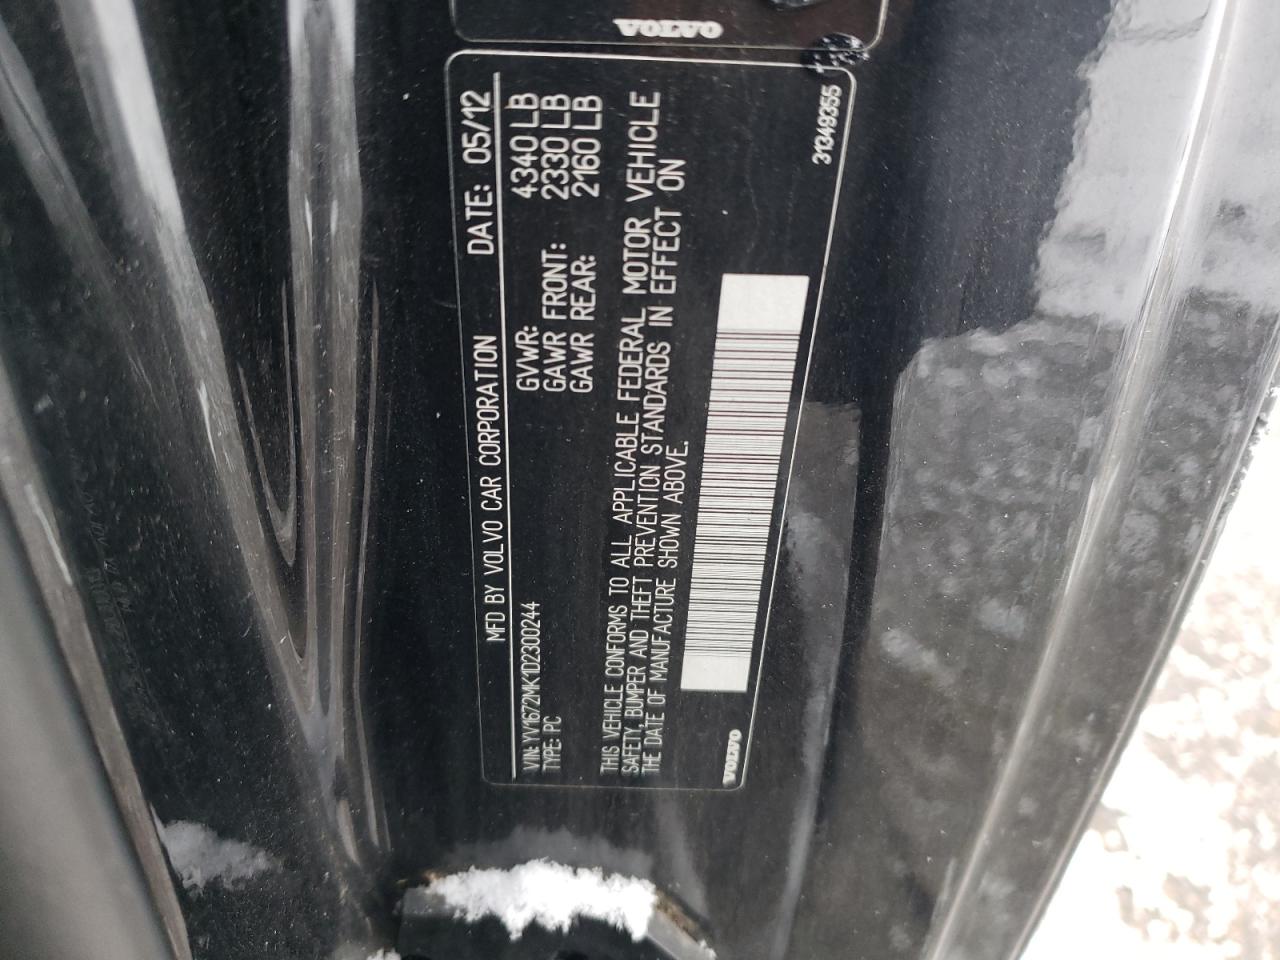 VOLVO
MFD BY VOLVO CAR CORPORATION DATE: 05/12
VIN: YV1672MK1D2300244 GVWR: 4340 LB
TYPE: PC GAWR FRONT: 2330 LB
GAWR REAR: 2160 LB
THIS VEHICLE CONFORMS TO ALL APPLICABLE FEDERAL MOTOR VEHICLE
SAFETY, BUMPER AND THEFT PREVENTION STANDARDS IN EFFECT ON
THE DATE OF MANUFACTURE SHOWN ABOVE.
VOLVO
31349355